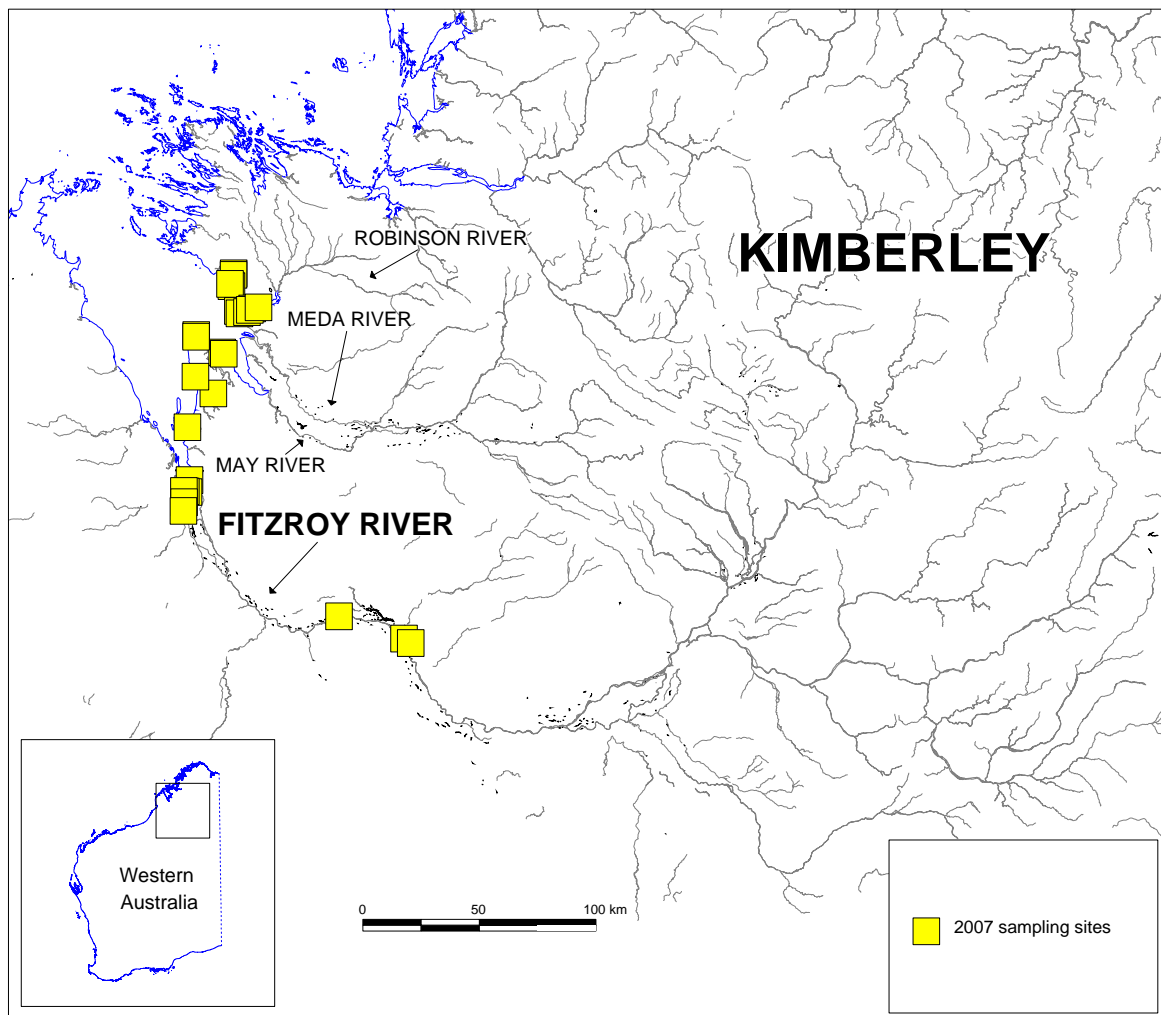 ROBINSON RIVER
KIMBERLEY
MEDA RIVER
MAY RIVER
FITZROY RIVER
Western
Australia
0 50 100 km
2007 sampling sites